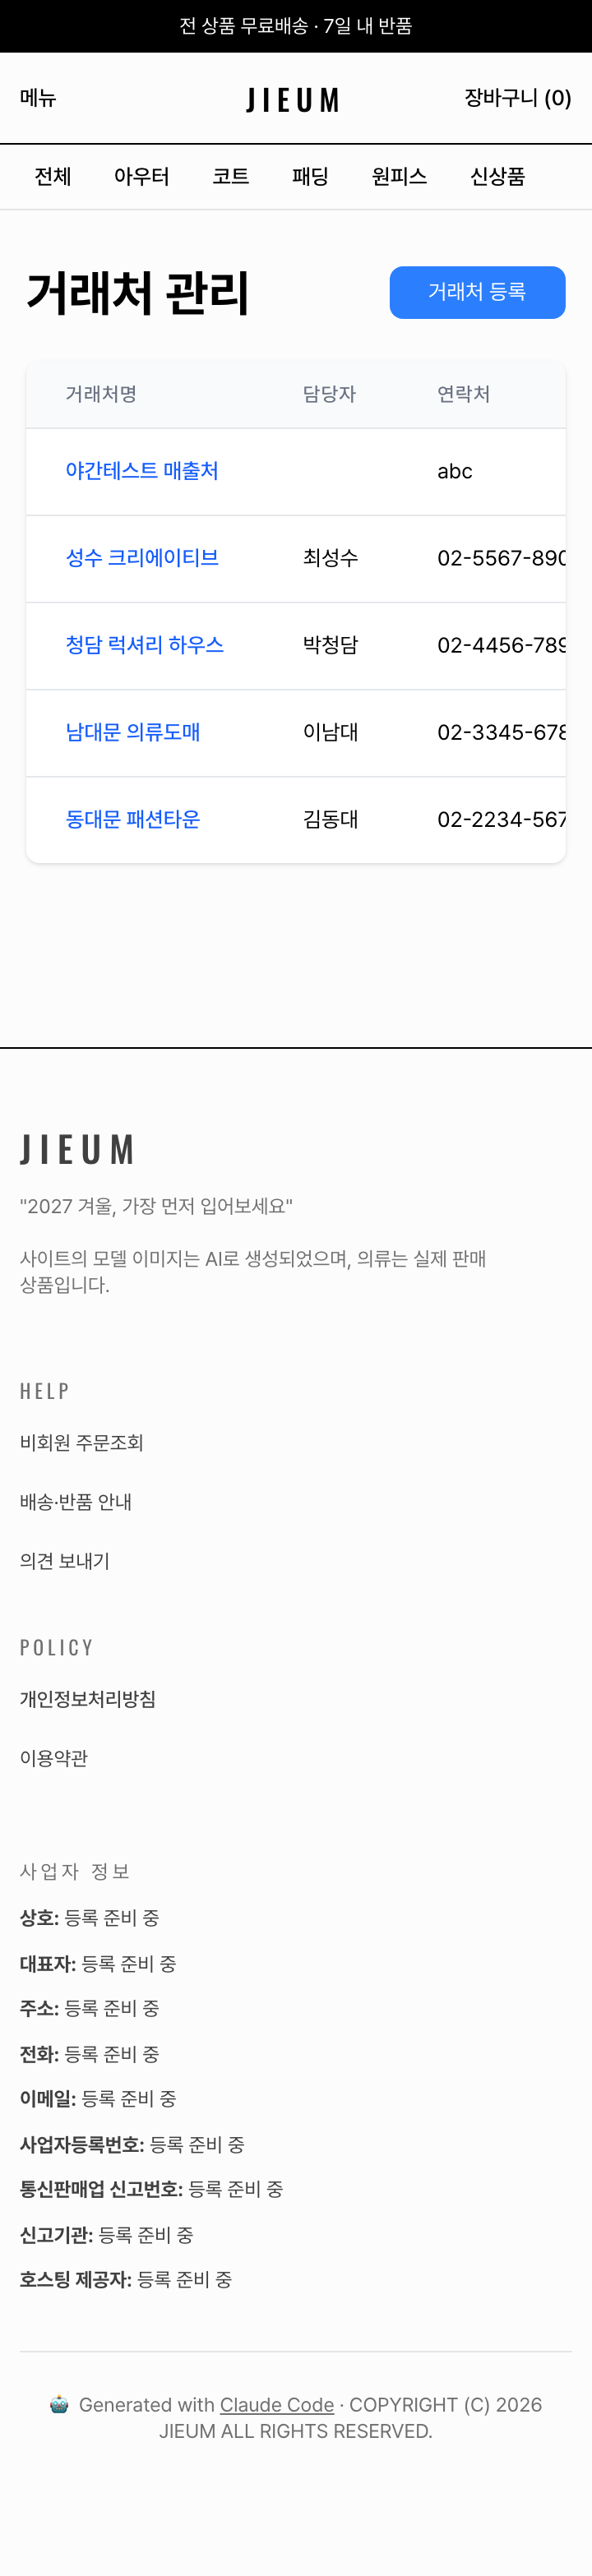 전 상품 무료배송 · 7일 내 반품
메뉴
JIEUM
장바구니 (0)
전체 아우터 코트 패딩 원피스 신상품
거래처 관리
거래처 등록
거래처명 담당자 연락처
야간테스트 매출처 abc
성수 크리에이티브 최성수 02-5567-890
청담 럭셔리 하우스 박청담 02-4456-789
남대문 의류도매 이남대 02-3345-678
동대문 패션타운 김동대 02-2234-567
JIEUM
"2027 겨울, 가장 먼저 입어보세요"
사이트의 모델 이미지는 AI로 생성되었으며, 의류는 실제 판매
상품입니다.
HELP
비회원 주문조회
배송·반품 안내
의견 보내기
POLICY
개인정보처리방침
이용약관
사업자 정보
상호: 등록 준비 중
대표자: 등록 준비 중
주소: 등록 준비 중
전화: 등록 준비 중
이메일: 등록 준비 중
사업자등록번호: 등록 준비 중
통신판매업 신고번호: 등록 준비 중
신고기관: 등록 준비 중
호스팅 제공자: 등록 준비 중
🤖 Generated with Claude Code · COPYRIGHT (C) 2026
JIEUM ALL RIGHTS RESERVED.